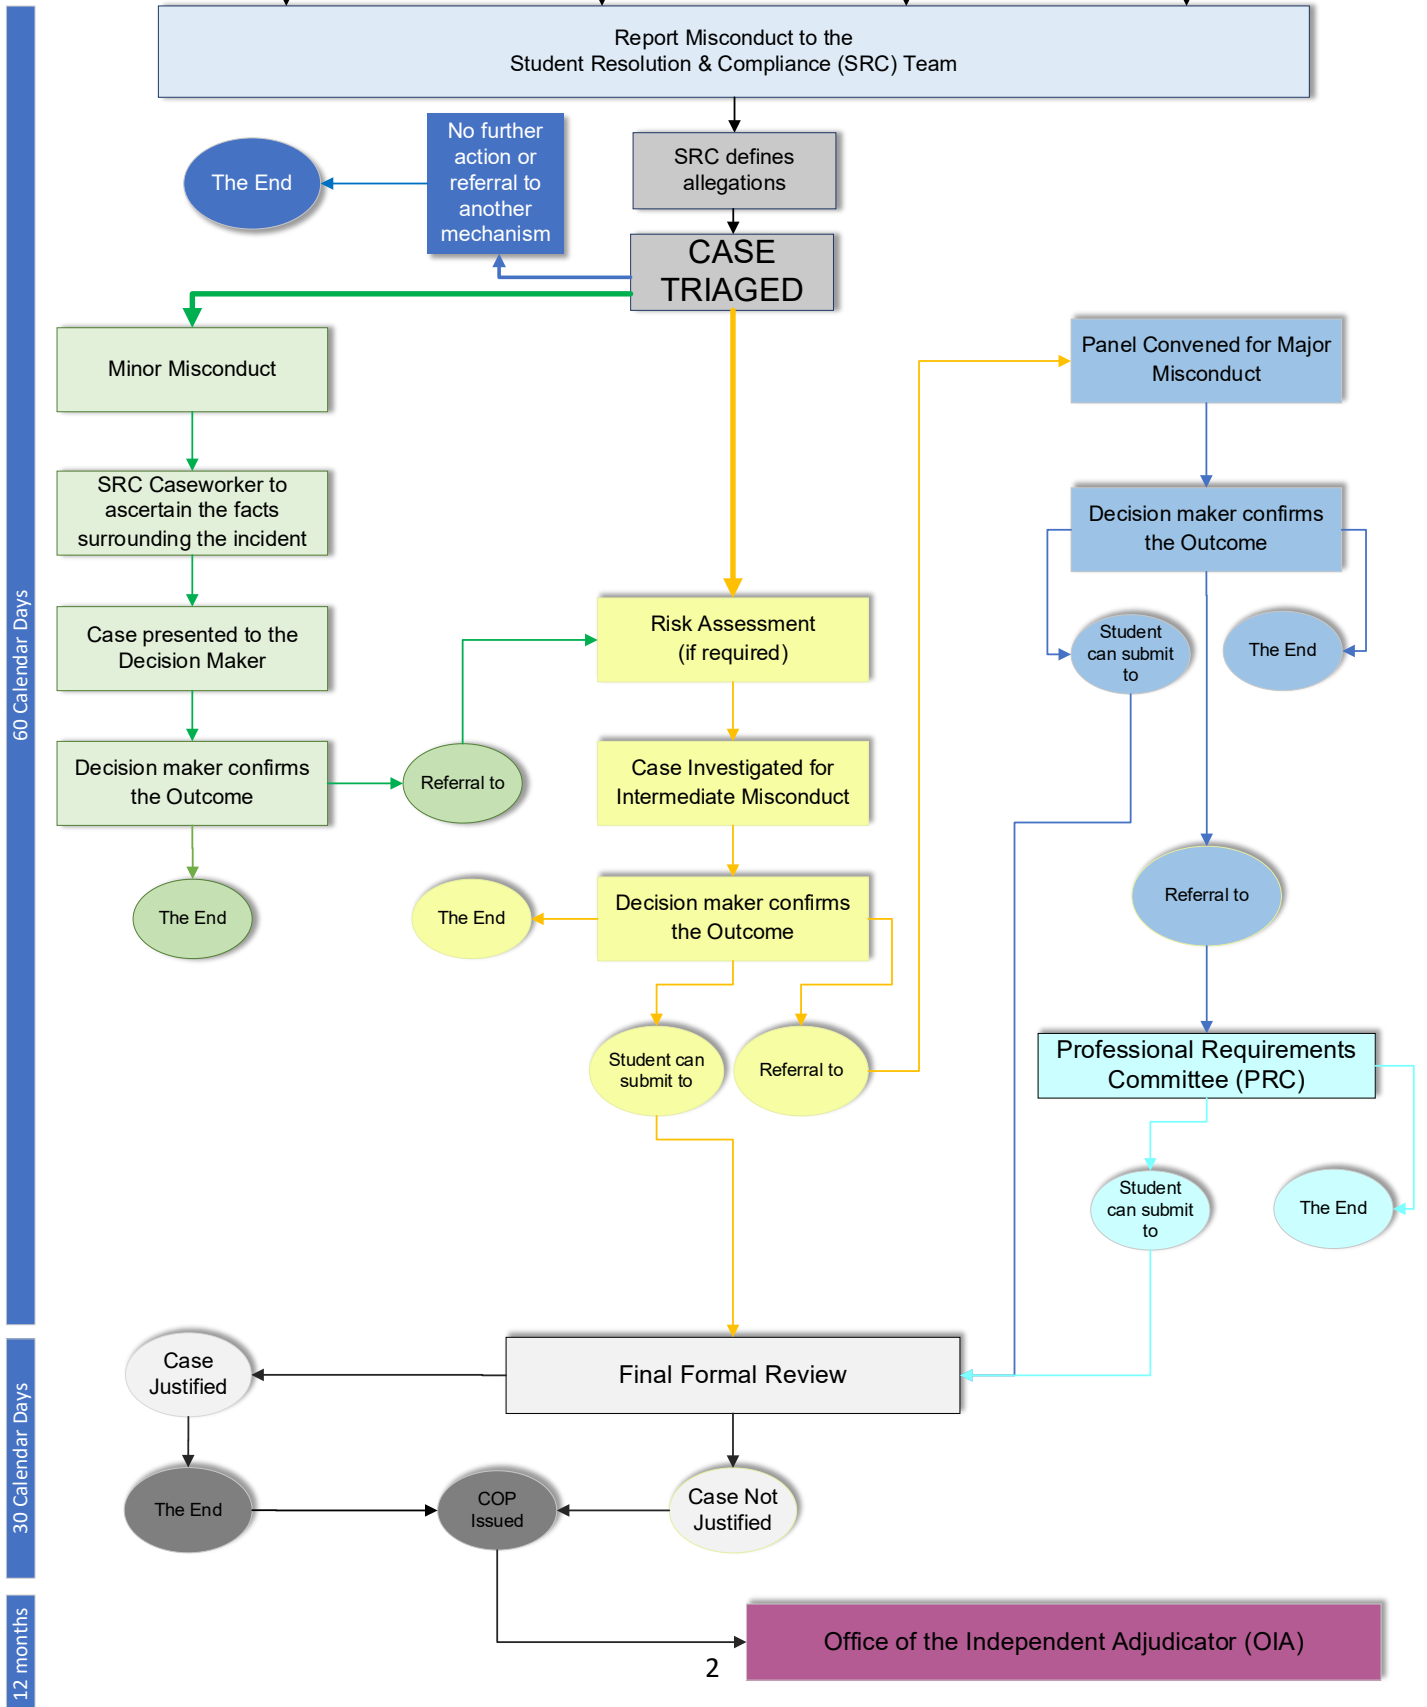 Report Misconduct to the
Student Resolution & Compliance (SRC) Team
No further
action or
referral to
another
mechanism
The End
SRC defines
allegations
CASE
TRIAGED
Minor Misconduct
SRC Caseworker to
ascertain the facts
surrounding the incident
Case presented to the
Decision Maker
Decision maker confirms
the Outcome
Referral to
The End
Risk Assessment
(if required)
Case Investigated for
Intermediate Misconduct
Decision maker confirms
the Outcome
The End
Student can
submit to
Referral to
Panel Convened for Major
Misconduct
Decision maker confirms
the Outcome
Student
can submit
to
The End
Referral to
Professional Requirements
Committee (PRC)
Student
can submit
to
The End
60 Calendar Days
Final Formal Review
Case
Justified
The End
COP
Issued
Case Not
Justified
30 Calendar Days
Office of the Independent Adjudicator (OIA)
12 months
2